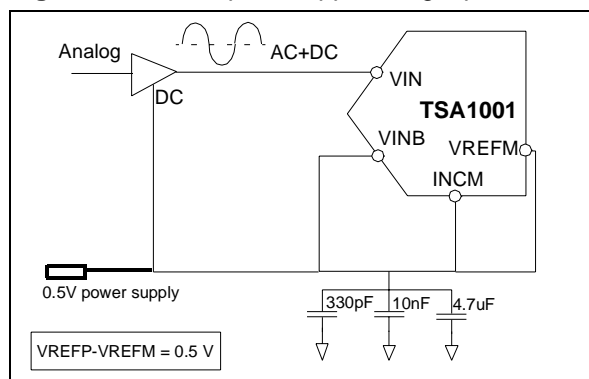 Analog
AC+DC
DC
VIN
TSA1001
VINB
VREFM
INCM
0.5V power supply
330pF 10nF 4.7uF
VREFP-VREFM = 0.5 V